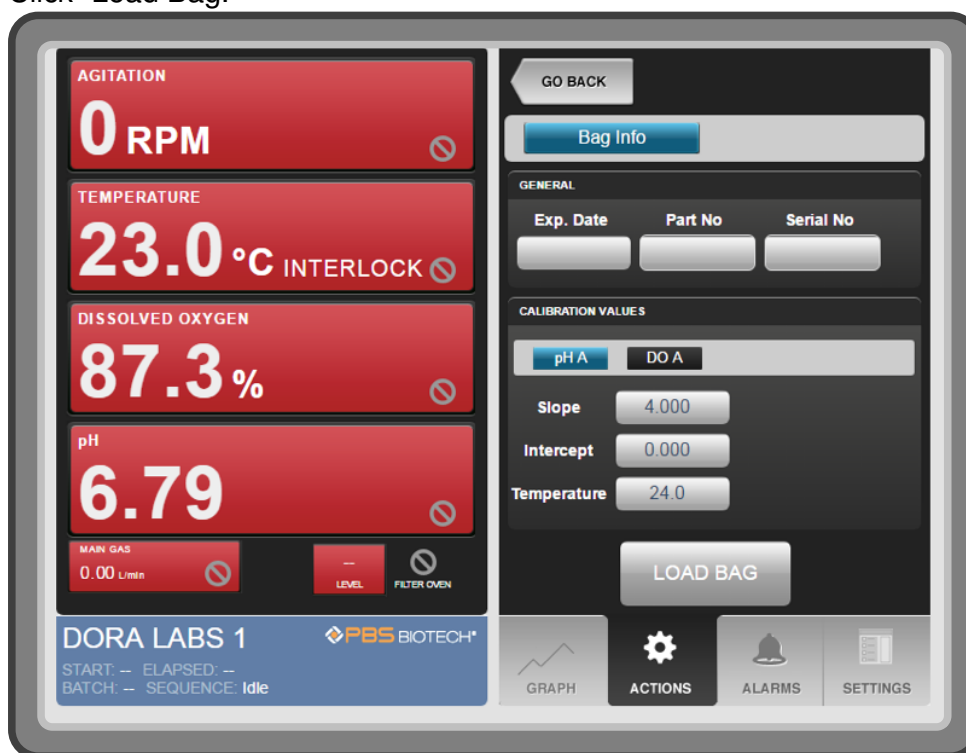 AGITATION
0 RPM
TEMPERATURE
23.0 °C INTERLOCK
DISSOLVED OXYGEN
87.3 %
pH
6.79
MAIN GAS
0.00 L/min
--
LEVEL
FILTER OVEN
DORA LABS 1
PBS BIOTECH
START: -- ELAPSED: --
BATCH: -- SEQUENCE: Idle
GO BACK
Bag Info
GENERAL
Exp. Date Part No Serial No
CALIBRATION VALUES
pH A DO A
Slope 4.000
Intercept 0.000
Temperature 24.0
LOAD BAG
GRAPH ACTIONS ALARMS SETTINGS